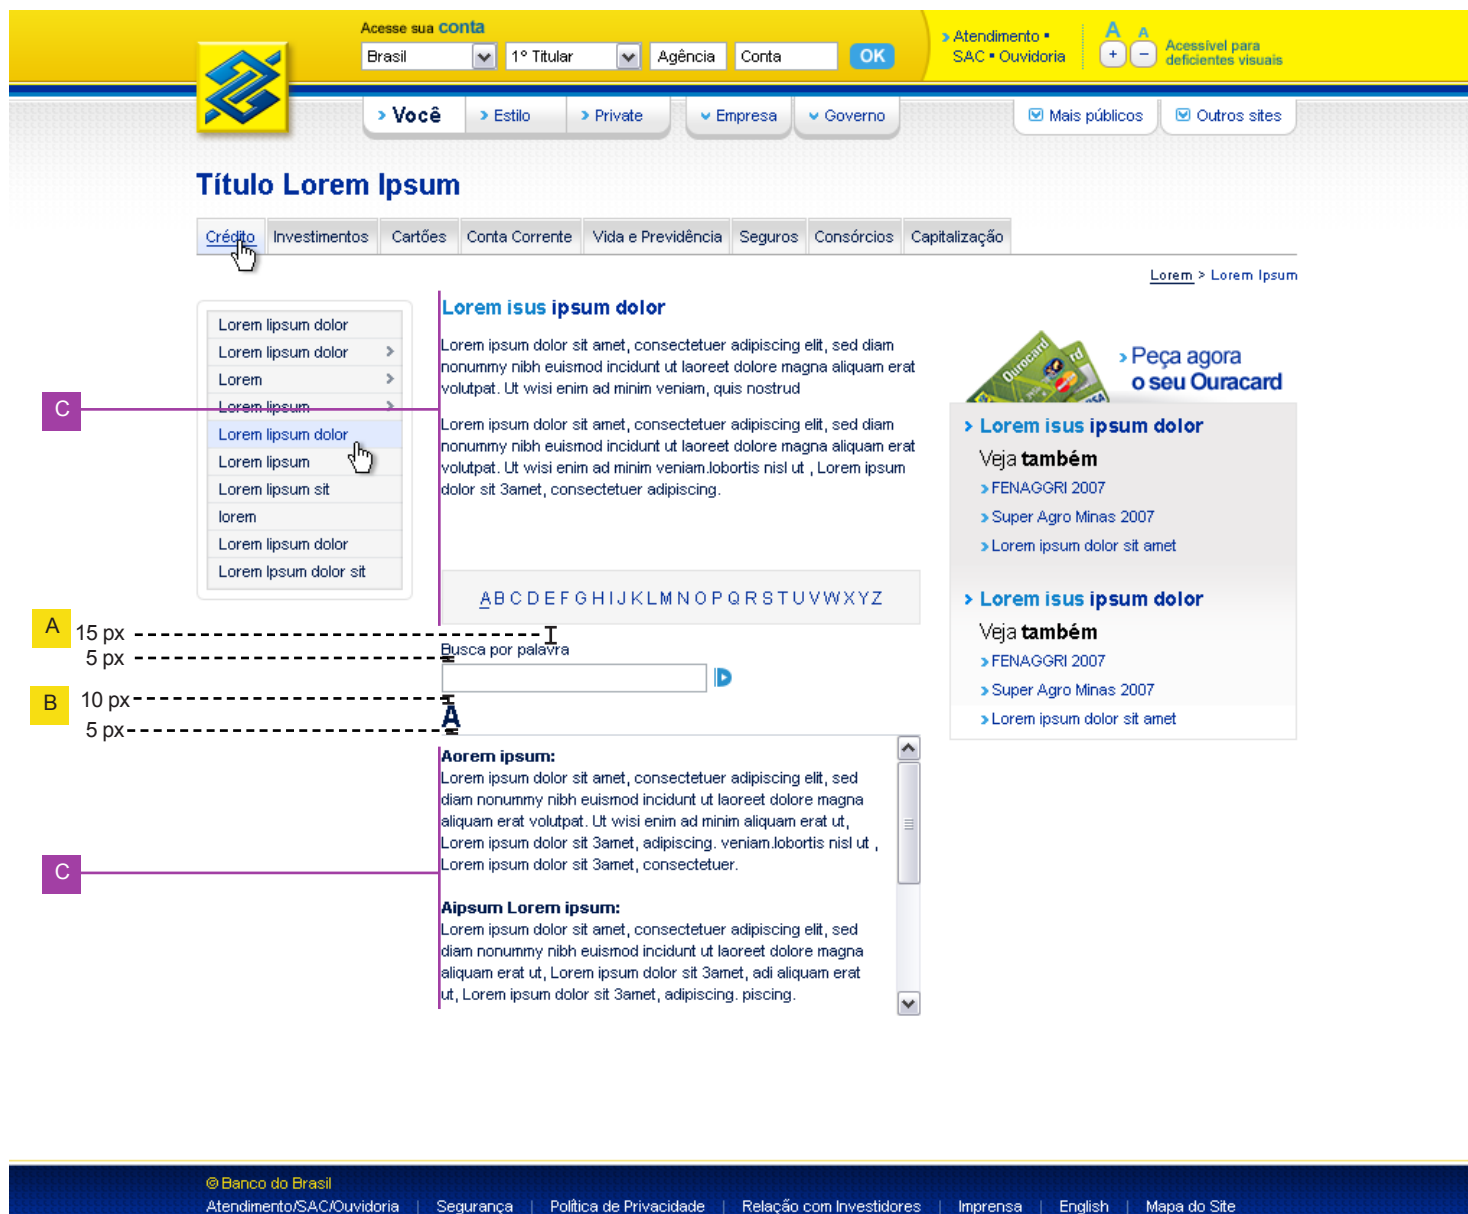 Acesse sua conta
Brasil 1º Titular Agência Conta OK
Atendimento ▪
SAC ▪ Ouvidoria
A A
+ −
Acessível para
deficientes visuais
Você Estilo Private Empresa Governo Mais públicos Outros sites
Título Lorem Ipsum
Crédito Investimentos Cartões Conta Corrente Vida e Previdência Seguros Consórcios Capitalização
Lorem > Lorem Ipsum
Lorem lipsum dolor
Lorem lipsum dolor >
Lorem >
Lorem lipsum >
Lorem lipsum dolor
Lorem lipsum
Lorem lipsum sit
lorem
Lorem lipsum dolor
Lorem Ipsum dolor sit
C
Lorem isus ipsum dolor
Lorem ipsum dolor sit amet, consectetuer adipiscing elit, sed diam
nonummy nibh euismod incidunt ut laoreet dolore magna aliquam erat
volutpat. Ut wisi enim ad minim veniam, quis nostrud
Lorem ipsum dolor sit amet, consectetuer adipiscing elit, sed diam
nonummy nibh euismod incidunt ut laoreet dolore magna aliquam erat
volutpat. Ut wisi enim ad minim veniam.lobortis nisl ut , Lorem ipsum
dolor sit 3amet, consectetuer adipiscing.
A B C D E F G H I J K L M N O P Q R S T U V W X Y Z
A
15 px
5 px
Busca por palavra
B
10 px
5 px
A
Aorem ipsum:
Lorem ipsum dolor sit amet, consectetuer adipiscing elit, sed
diam nonummy nibh euismod incidunt ut laoreet dolore magna
aliquam erat volutpat. Ut wisi enim ad minim aliquam erat ut,
Lorem ipsum dolor sit 3amet, adipiscing. veniam.lobortis nisl ut ,
Lorem ipsum dolor sit 3amet, consectetuer.
C
Aipsum Lorem ipsum:
Lorem ipsum dolor sit amet, consectetuer adipiscing elit, sed
diam nonummy nibh euismod incidunt ut laoreet dolore magna
aliquam erat ut, Lorem ipsum dolor sit 3amet, adi aliquam erat
ut, Lorem ipsum dolor sit 3amet, adipiscing. piscing.
Ourocard
Peça agora
o seu Ouracard
Lorem isus ipsum dolor
Veja também
FENAGGRI 2007
Super Agro Minas 2007
Lorem ipsum dolor sit amet
Lorem isus ipsum dolor
Veja também
FENAGGRI 2007
Super Agro Minas 2007
Lorem ipsum dolor sit amet
© Banco do Brasil
Atendimento/SAC/Ouvidoria | Segurança | Política de Privacidade | Relação com Investidores | Imprensa | English | Mapa do Site